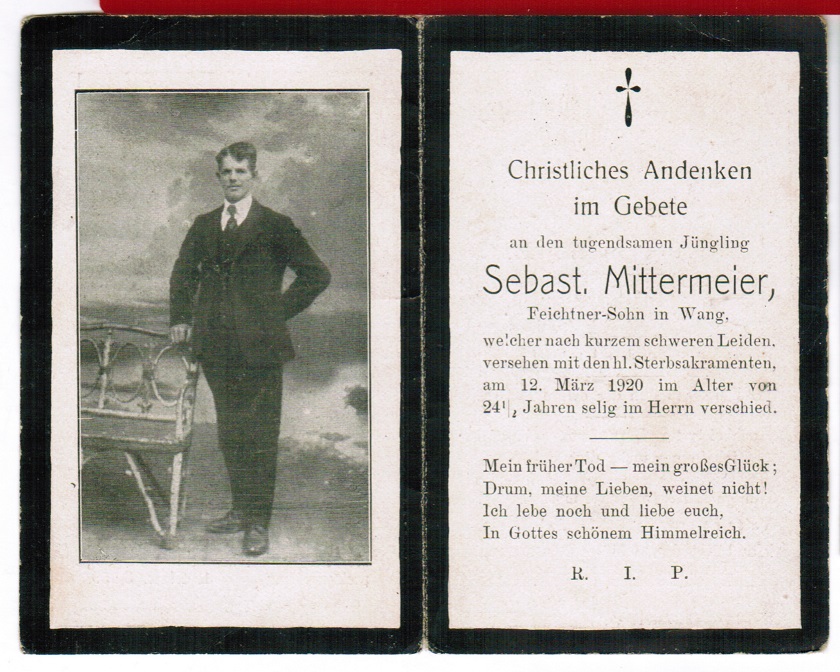 Christliches Andenken
im Gebete
an den tugendsamen Jüngling
Sebast. Mittermeier,
Feichtner-Sohn in Wang,
welcher nach kurzem schweren Leiden,
versehen mit den hl. Sterbsakramenten,
am 12. März 1920 im Alter von
24½ Jahren selig im Herrn verschied.
Mein früher Tod — mein großes Glück;
Drum, meine Lieben, weinet nicht!
Ich lebe noch und liebe euch,
In Gottes schönem Himmelreich.
R. I. P.